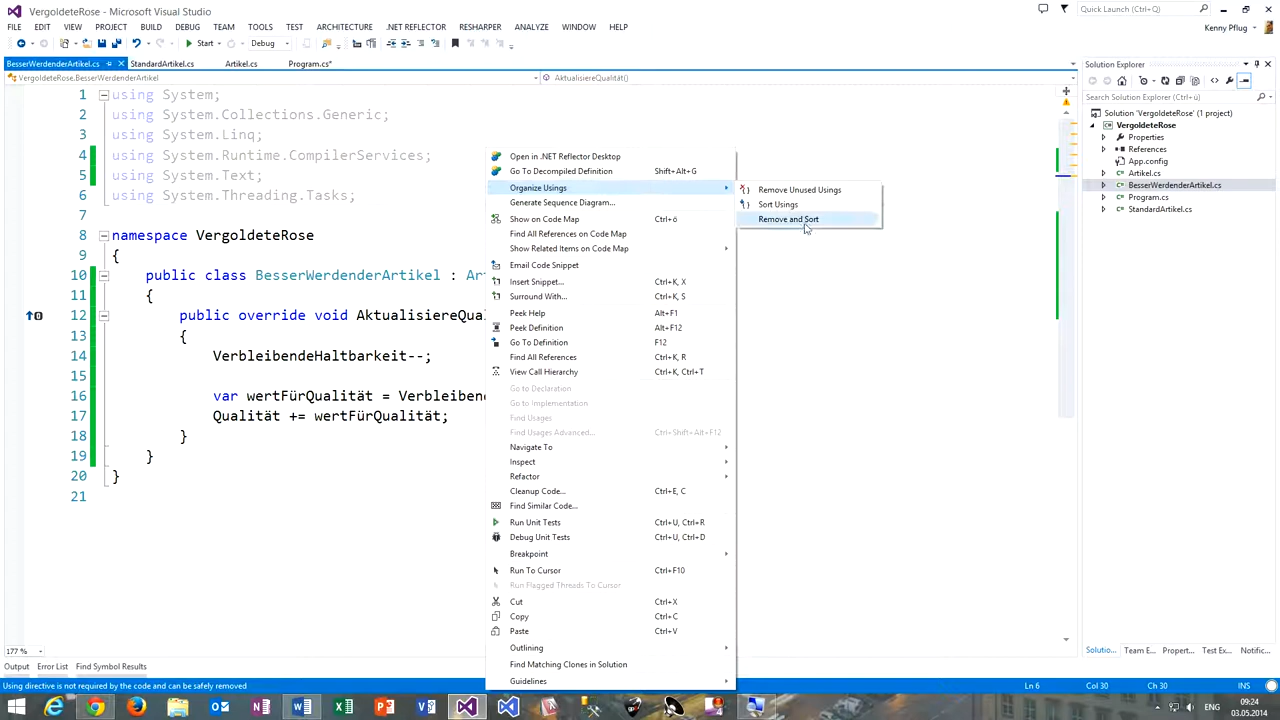 VergoldeteRose - Microsoft Visual Studio
Quick Launch (Ctrl+Q)
FILE EDIT VIEW PROJECT BUILD DEBUG TEAM TOOLS TEST ARCHITECTURE .NET REFLECTOR RESHARPER ANALYZE WINDOW HELP
Kenny Pflug
Start Debug
BesserWerdenderArtikel.cs StandardArtikel.cs Artikel.cs Program.cs*
VergoldeteRose.BesserWerdenderArtikel AktualisiereQualität()
1 using System;
2 using System.Collections.Generic;
3 using System.Linq;
4 using System.Runtime.CompilerServices;
5 using System.Text;
6 using System.Threading.Tasks;
7
8 namespace VergoldeteRose
9 {
10 public class BesserWerdenderArtikel : Art
11 {
12 public override void AktualisiereQual
13 {
14 VerbleibendeHaltbarkeit--;
15
16 var wertFürQualität = Verbleibend
17 Qualität += wertFürQualität;
18 }
19 }
20 }
21
Open in .NET Reflector Desktop
Go To Decompiled Definition Shift+Alt+G
Organize Usings
Generate Sequence Diagram...
Show on Code Map Ctrl+ö
Find All References on Code Map
Show Related Items on Code Map
Email Code Snippet
Insert Snippet... Ctrl+K, X
Surround With... Ctrl+K, S
Peek Help Alt+F1
Peek Definition Alt+F12
Go To Definition F12
Find All References Ctrl+K, R
View Call Hierarchy Ctrl+K, Ctrl+T
Go to Declaration
Go to Implementation
Find Usages
Find Usages Advanced... Ctrl+Shift+Alt+F12
Navigate To
Inspect
Refactor
Cleanup Code... Ctrl+E, C
Find Similar Code...
Run Unit Tests Ctrl+U, Ctrl+R
Debug Unit Tests Ctrl+U, Ctrl+D
Breakpoint
Run To Cursor Ctrl+F10
Run Flagged Threads To Cursor
Cut Ctrl+X
Copy Ctrl+C
Paste Ctrl+V
Outlining
Find Matching Clones in Solution
Guidelines
Remove Unused Usings
Sort Usings
Remove and Sort
Solution Explorer
Search Solution Explorer (Ctrl+ü)
Solution 'VergoldeteRose' (1 project)
VergoldeteRose
Properties
References
App.config
Artikel.cs
BesserWerdenderArtikel.cs
Program.cs
StandardArtikel.cs
177 %
Solutio... Team E... Propert... Test Ex... Notific...
Output Error List Find Symbol Results
Using directive is not required by the code and can be safely removed Ln 6 Col 30 Ch 30 INS
09:24
03.05.2014